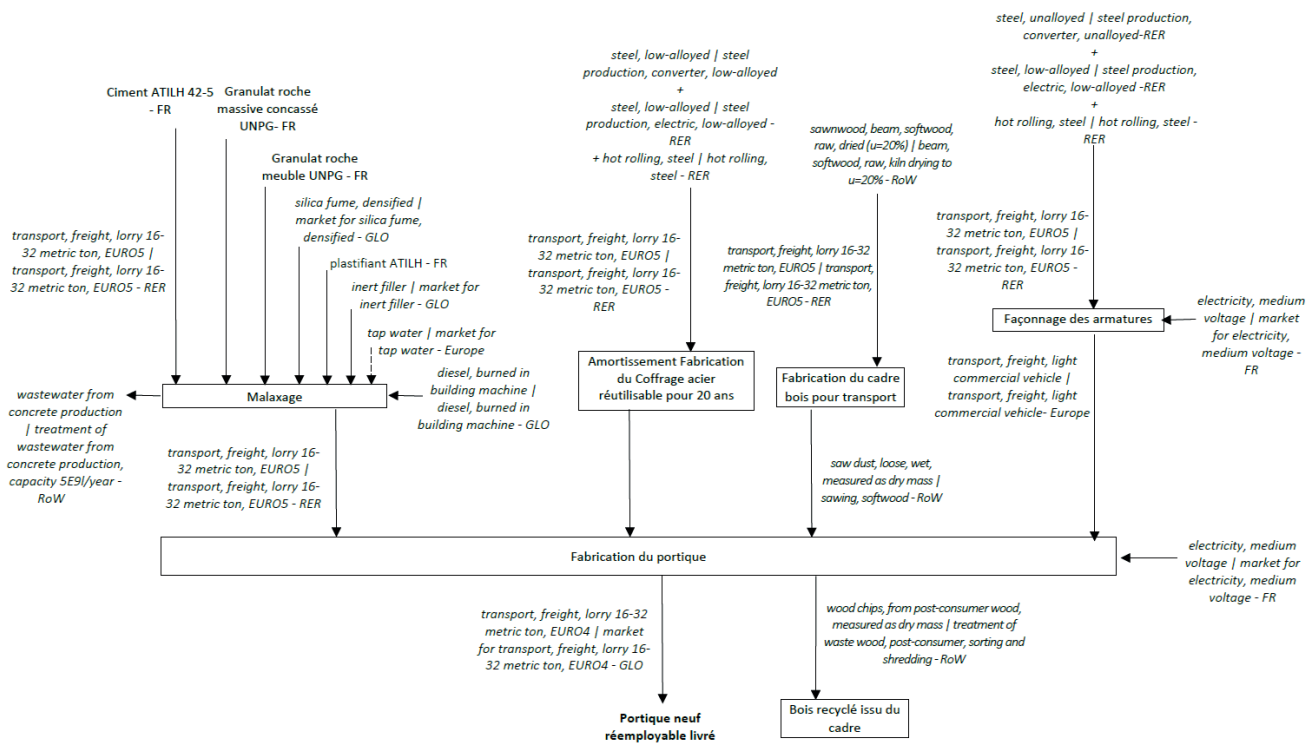 steel, unalloyed | steel production,
converter, unalloyed-RER
+
steel, low-alloyed | steel production,
electric, low-alloyed -RER
+
hot rolling, steel | hot rolling, steel -
RER
steel, low-alloyed | steel
production, converter, low-alloyed
+
steel, low-alloyed | steel
production, electric, low-alloyed -
RER
+ hot rolling, steel | hot rolling,
steel - RER
Ciment ATILH 42-5
- FR
Granulat roche
massive concassé
UNPG- FR
Granulat roche
meuble UNPG - FR
sawnwood, beam, softwood,
raw, dried (u=20%) | beam,
softwood, raw, kiln drying to
u=20% - RoW
silica fume, densified |
market for silica fume,
densified - GLO
plastifiant ATILH - FR
inert filler | market for
inert filler - GLO
tap water | market for
tap water - Europe
diesel, burned in
building machine |
diesel, burned in
building machine - GLO
transport, freight, lorry 16-
32 metric ton, EURO5 |
transport, freight, lorry 16-
32 metric ton, EURO5 - RER
transport, freight, lorry 16-
32 metric ton, EURO5 |
transport, freight, lorry 16-
32 metric ton, EURO5 -
RER
transport, freight, lorry 16-32
metric ton, EURO5 | transport,
freight, lorry 16-32 metric ton,
EURO5 - RER
transport, freight, lorry 16-
32 metric ton, EURO5 |
transport, freight, lorry 16-
32 metric ton, EURO5 -
RER
electricity, medium
voltage | market
for electricity,
medium voltage -
FR
Façonnage des armatures
Malaxage
Amortissement Fabrication
du Coffrage acier
réutilisable pour 20 ans
Fabrication du cadre
bois pour transport
transport, freight, light
commercial vehicle |
transport, freight, light
commercial vehicle- Europe
wastewater from
concrete production
| treatment of
wastewater from
concrete production,
capacity 5E9l/year -
RoW
transport, freight, lorry 16-
32 metric ton, EURO5 |
transport, freight, lorry 16-
32 metric ton, EURO5 - RER
saw dust, loose, wet,
measured as dry mass |
sawing, softwood - RoW
Fabrication du portique
electricity, medium
voltage | market for
electricity, medium
voltage - FR
transport, freight, lorry 16-32
metric ton, EURO4 | market
for transport, freight, lorry 16-
32 metric ton, EURO4 - GLO
wood chips, from post-consumer wood,
measured as dry mass | treatment of
waste wood, post-consumer, sorting and
shredding - RoW
Portique neuf
réemployable livré
Bois recyclé issu du
cadre